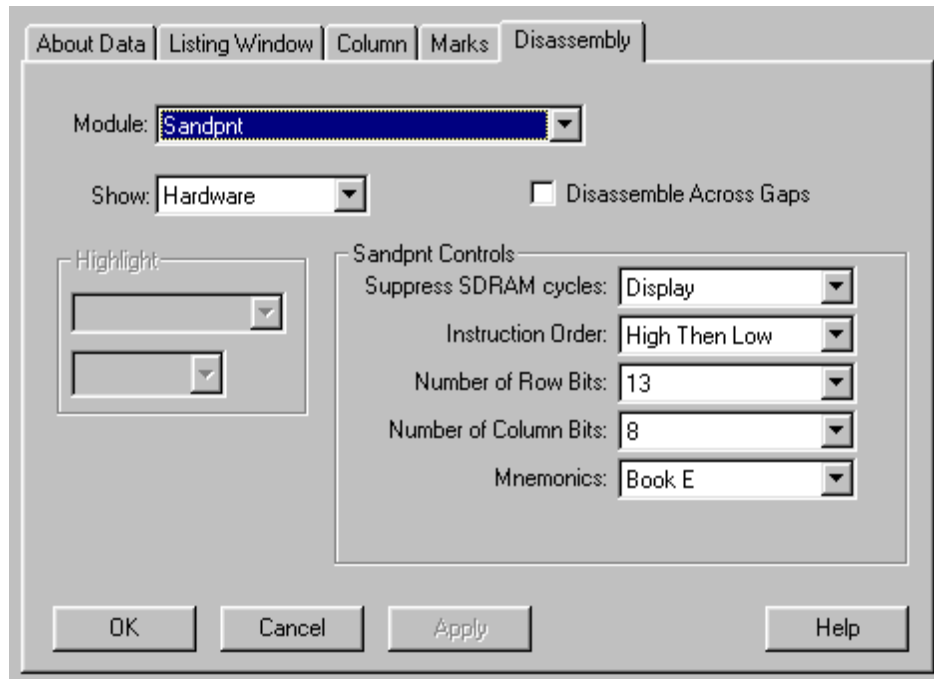 About Data Listing Window Column Marks Disassembly
Module: Sandpnt
Show: Hardware Disassemble Across Gaps
Highlight
Sandpnt Controls
Suppress SDRAM cycles: Display
Instruction Order: High Then Low
Number of Row Bits: 13
Number of Column Bits: 8
Mnemonics: Book E
OK Cancel Apply Help